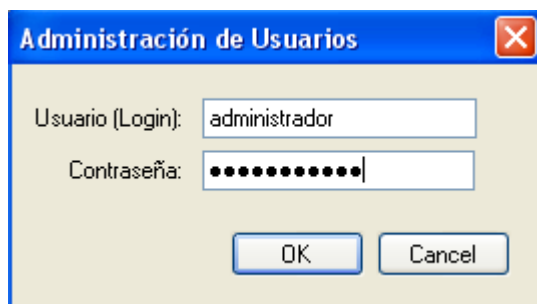 Administración de Usuarios
Usuario (Login): administrador
Contraseña: ●●●●●●●●●●●
OK Cancel